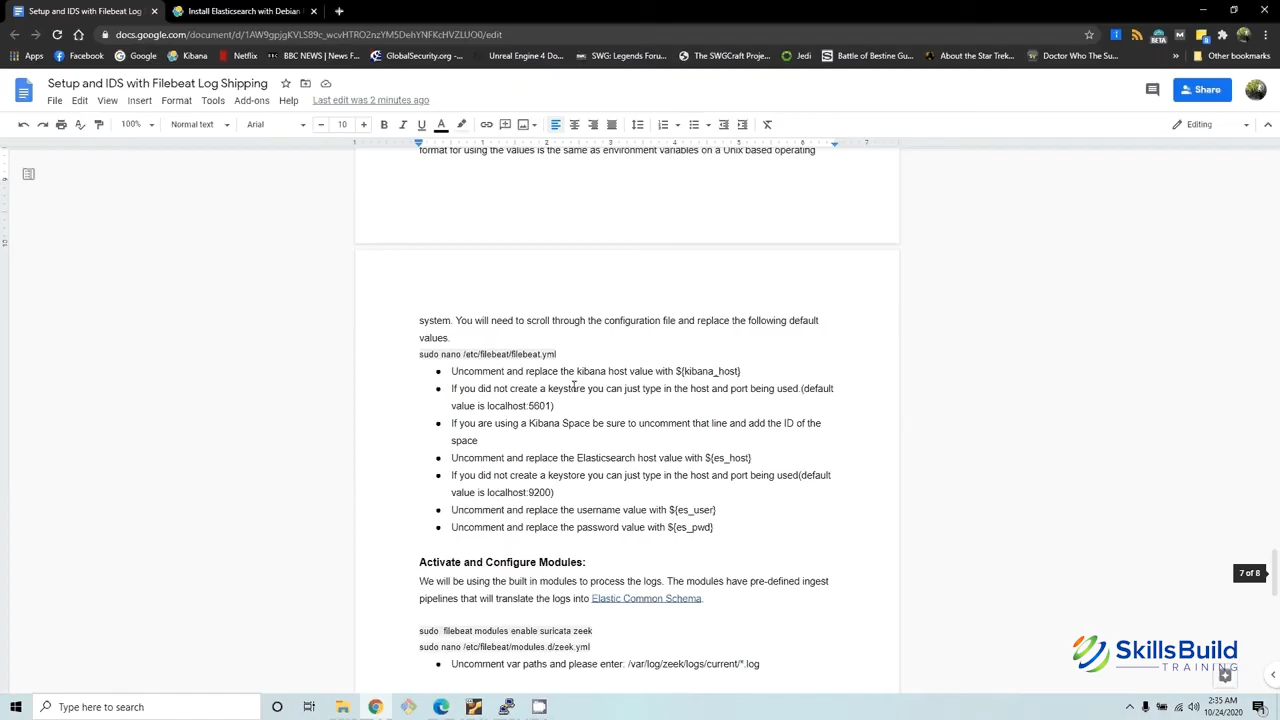 Setup and IDS with Filebeat Log
Install Elasticsearch with Debian
docs.google.com/document/d/1AW9gpjgKVLS89c_wcvHTRO2nzYM5DehYNFKcHVZLUO0/edit
Apps
Facebook
Google
Kibana
Netflix
BBC NEWS | News F...
GlobalSecurity.org -...
Unreal Engine 4 Do...
SWG: Legends Foru...
The SWGCraft Projec...
Jedi
Battle of Bestine Gu...
About the Star Trek...
Doctor Who The Su...
Other bookmarks
Setup and IDS with Filebeat Log Shipping
File Edit View Insert Format Tools Add-ons Help Last edit was 2 minutes ago
Share
100% Normal text Arial 10 Editing
format for using the values is the same as environment variables on a Unix based operating
system. You will need to scroll through the configuration file and replace the following default
values.
sudo nano /etc/filebeat/filebeat.yml
● Uncomment and replace the kibana host value with ${kibana_host}
● If you did not create a keystore you can just type in the host and port being used.(default
value is localhost:5601)
● If you are using a Kibana Space be sure to uncomment that line and add the ID of the
space
● Uncomment and replace the Elasticsearch host value with ${es_host}
● If you did not create a keystore you can just type in the host and port being used(default
value is localhost:9200)
● Uncomment and replace the username value with ${es_user}
● Uncomment and replace the password value with ${es_pwd}
Activate and Configure Modules:
We will be using the built in modules to process the logs. The modules have pre-defined ingest
pipelines that will translate the logs into Elastic Common Schema.
sudo  filebeat modules enable suricata zeek
sudo nano /etc/filebeat/modules.d/zeek.yml
● Uncomment var paths and please enter: /var/log/zeek/logs/current/*.log
7 of 8
SkillsBuild
TRAINING
Type here to search
2:35 AM
10/24/2020